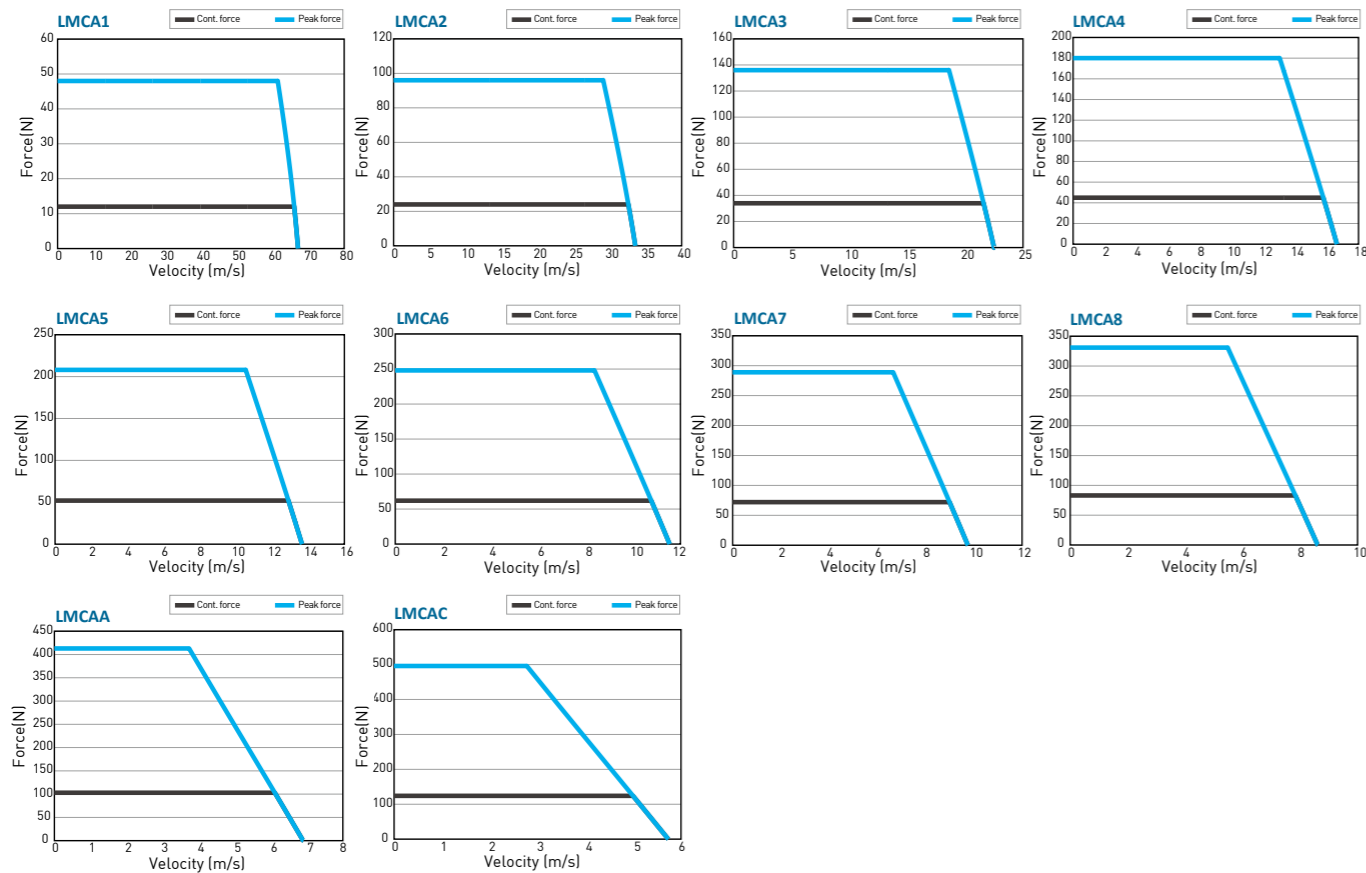 LMCA1
Cont. force
Peak force
60
50
40
30
20
10
0
Force(N)
0 10 20 30 40 50 60 70 80
Velocity (m/s)
LMCA2
Cont. force
Peak force
120
100
80
60
40
20
0
Force(N)
0 5 10 15 20 25 30 35 40
Velocity (m/s)
LMCA3
Cont. force
Peak force
160
140
120
100
80
60
40
20
0
Force(N)
0 5 10 15 20 25
Velocity (m/s)
LMCA4
Cont. force
Peak force
200
180
160
140
120
100
80
60
40
20
0
Force(N)
0 2 4 6 8 10 12 14 16 18
Velocity (m/s)
LMCA5
Cont. force
Peak force
250
200
150
100
50
0
Force(N)
0 2 4 6 8 10 12 14 16
Velocity (m/s)
LMCA6
Cont. force
Peak force
300
250
200
150
100
50
0
Force(N)
0 2 4 6 8 10 12
Velocity (m/s)
LMCA7
Cont. force
Peak force
350
300
250
200
150
100
50
0
Force(N)
0 2 4 6 8 10 12
Velocity (m/s)
LMCA8
Cont. force
Peak force
350
300
250
200
150
100
50
0
Force(N)
0 2 4 6 8 10
Velocity (m/s)
LMCAA
Cont. force
Peak force
450
400
350
300
250
200
150
100
50
0
Force(N)
0 1 2 3 4 5 6 7 8
Velocity (m/s)
LMCAC
Cont. force
Peak force
600
500
400
300
200
100
0
Force(N)
0 1 2 3 4 5 6
Velocity (m/s)